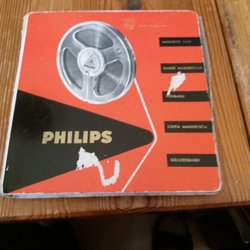 MAGNETIC TAPE
BANDE MAGNETIQUE
TONBAND
CINTA MAGNETICA
GELUIDSBAND
PHILIPS